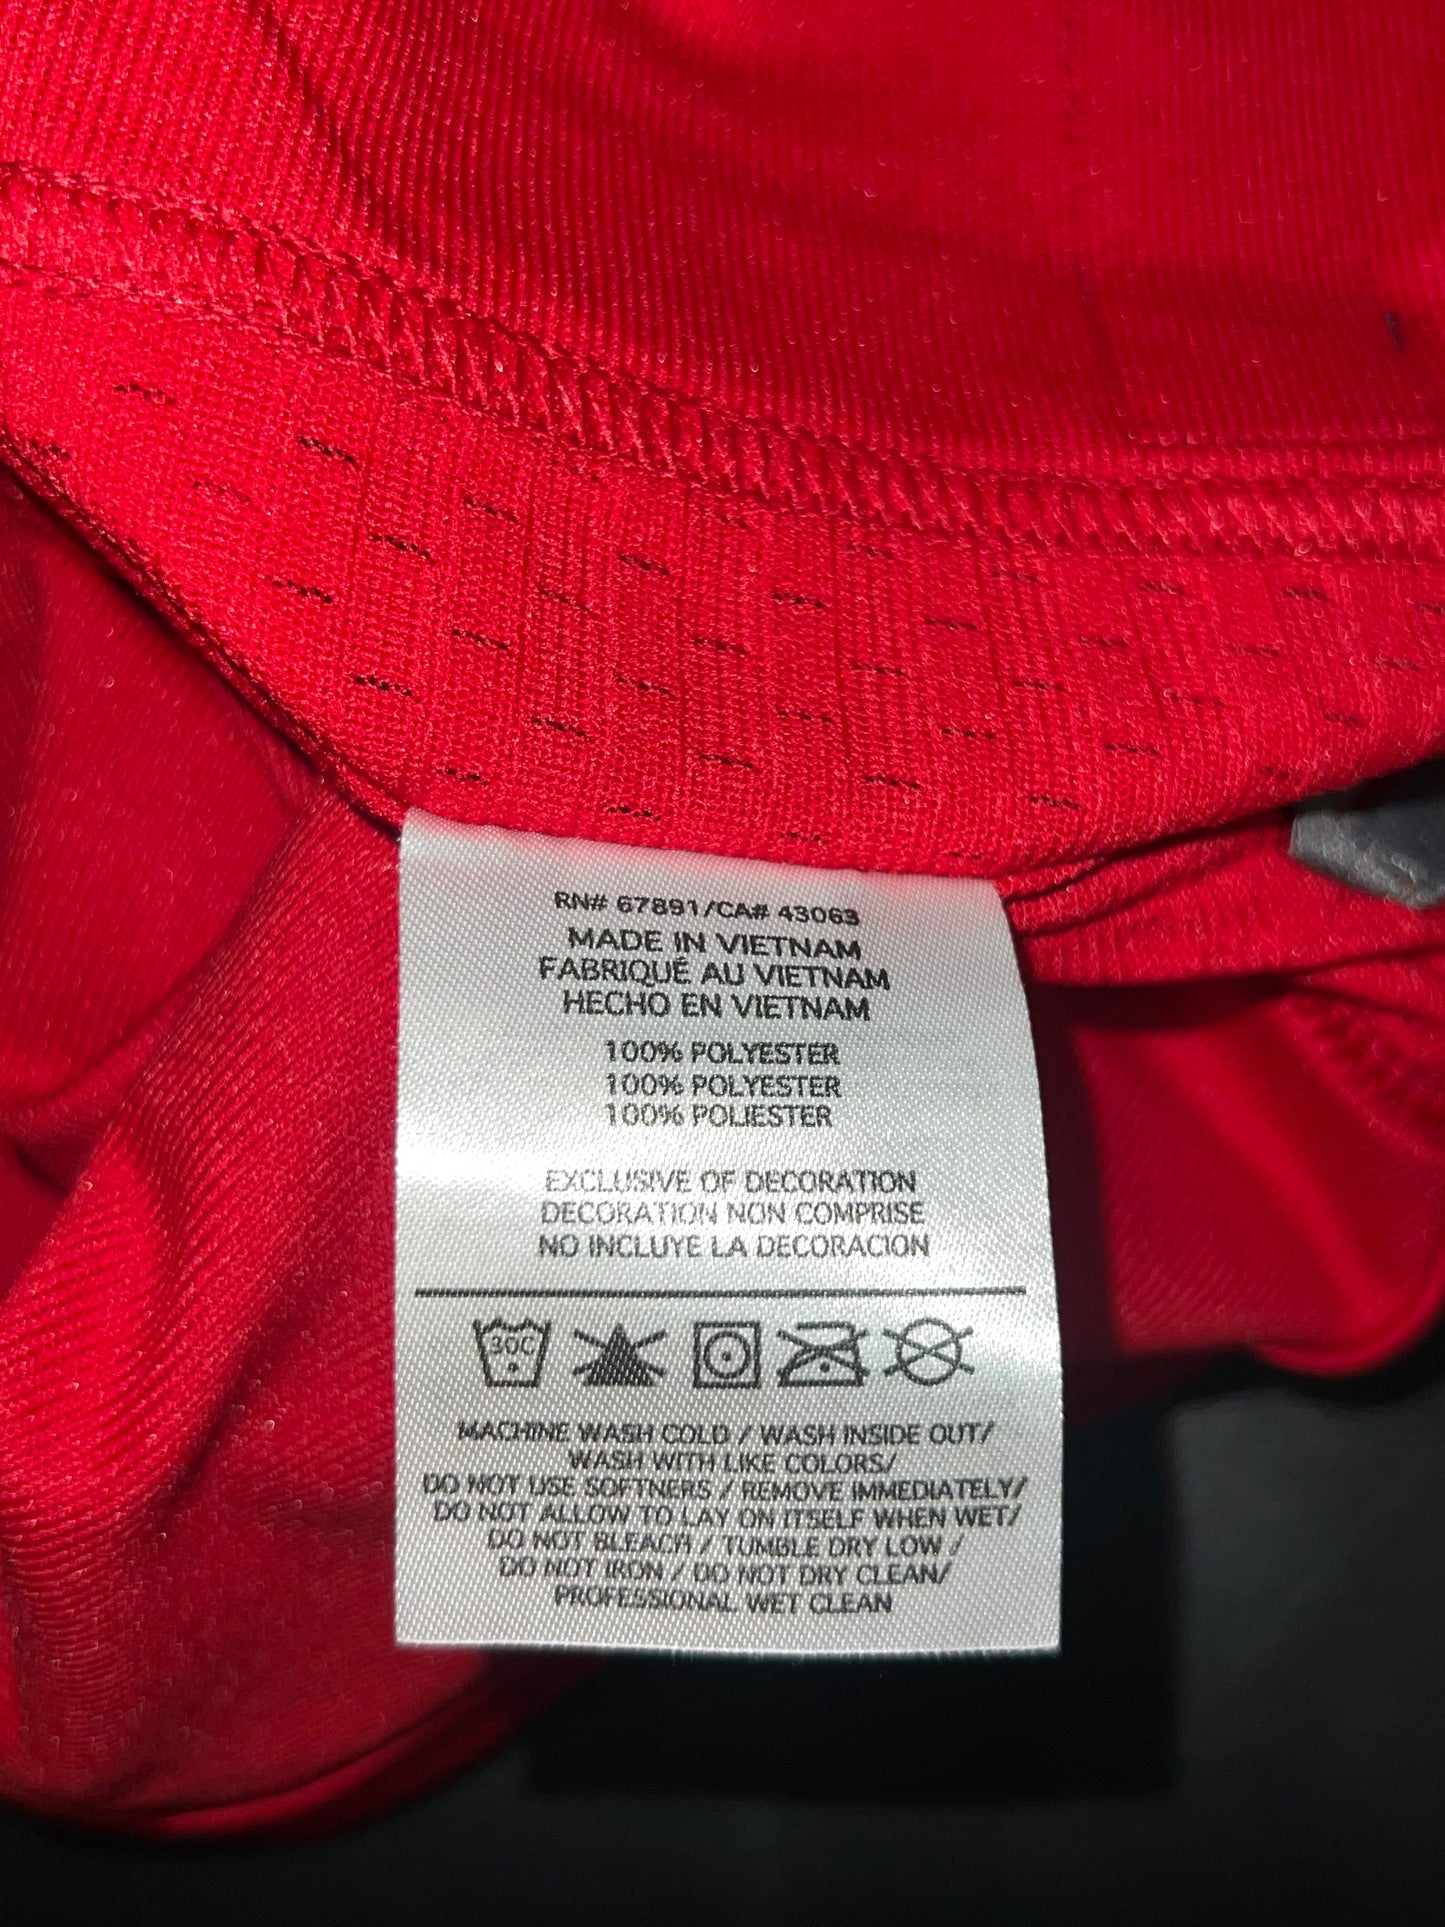 RN# 67891/CA# 43063
MADE IN VIETNAM
FABRIQUÉ AU VIETNAM
HECHO EN VIETNAM
100% POLYESTER
100% POLYESTER
100% POLIESTER
EXCLUSIVE OF DECORATION
DECORATION NON COMPRISE
NO INCLUYE LA DECORACION
30C
MACHINE WASH COLD / WASH INSIDE OUT/
WASH WITH LIKE COLORS/
DO NOT USE SOFTNERS / REMOVE IMMEDIATELY/
DO NOT ALLOW TO LAY ON ITSELF WHEN WET/
DO NOT BLEACH / TUMBLE DRY LOW /
DO NOT IRON / DO NOT DRY CLEAN/
PROFESSIONAL WET CLEAN